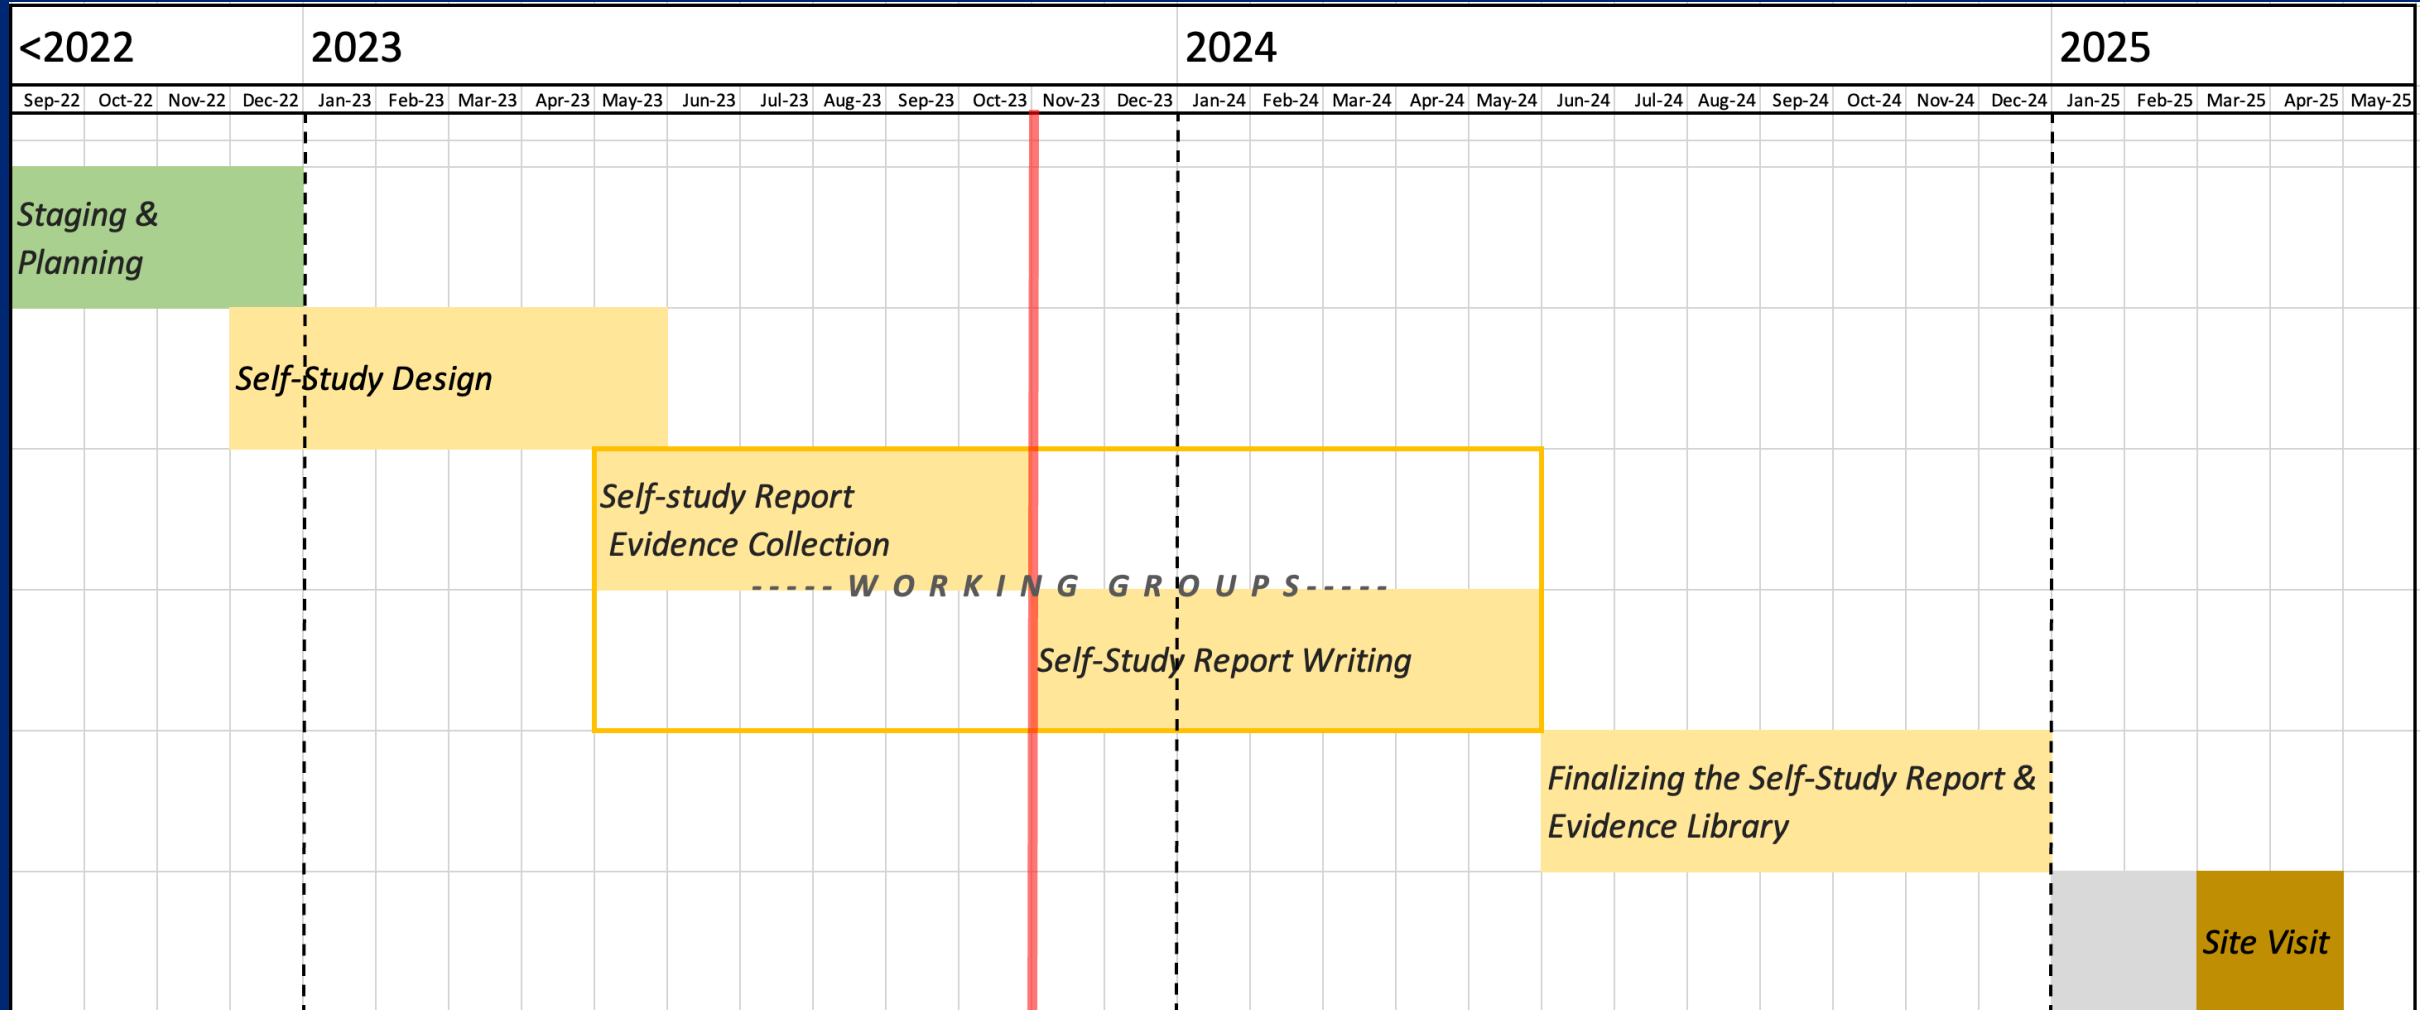 <2022 2023 2024 2025
Sep-22 Oct-22 Nov-22 Dec-22 Jan-23 Feb-23 Mar-23 Apr-23 May-23 Jun-23 Jul-23 Aug-23 Sep-23 Oct-23 Nov-23 Dec-23 Jan-24 Feb-24 Mar-24 Apr-24 May-24 Jun-24 Jul-24 Aug-24 Sep-24 Oct-24 Nov-24 Dec-24 Jan-25 Feb-25 Mar-25 Apr-25 May-25
Staging &
Planning
Self-Study Design
Self-study Report
Evidence Collection
-----WORKING GROUPS-----
Self-Study Report Writing
Finalizing the Self-Study Report &
Evidence Library
Site Visit